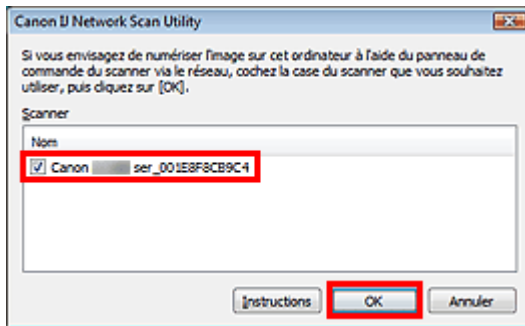 Canon IJ Network Scan Utility
Si vous envisagez de numériser l'image sur cet ordinateur à l'aide du panneau de
commande du scanner via le réseau, cochez la case du scanner que vous souhaitez
utiliser, puis cliquez sur [OK].
Scanner
Nom
Canon ser_001E8F8CB9C4
Instructions OK Annuler